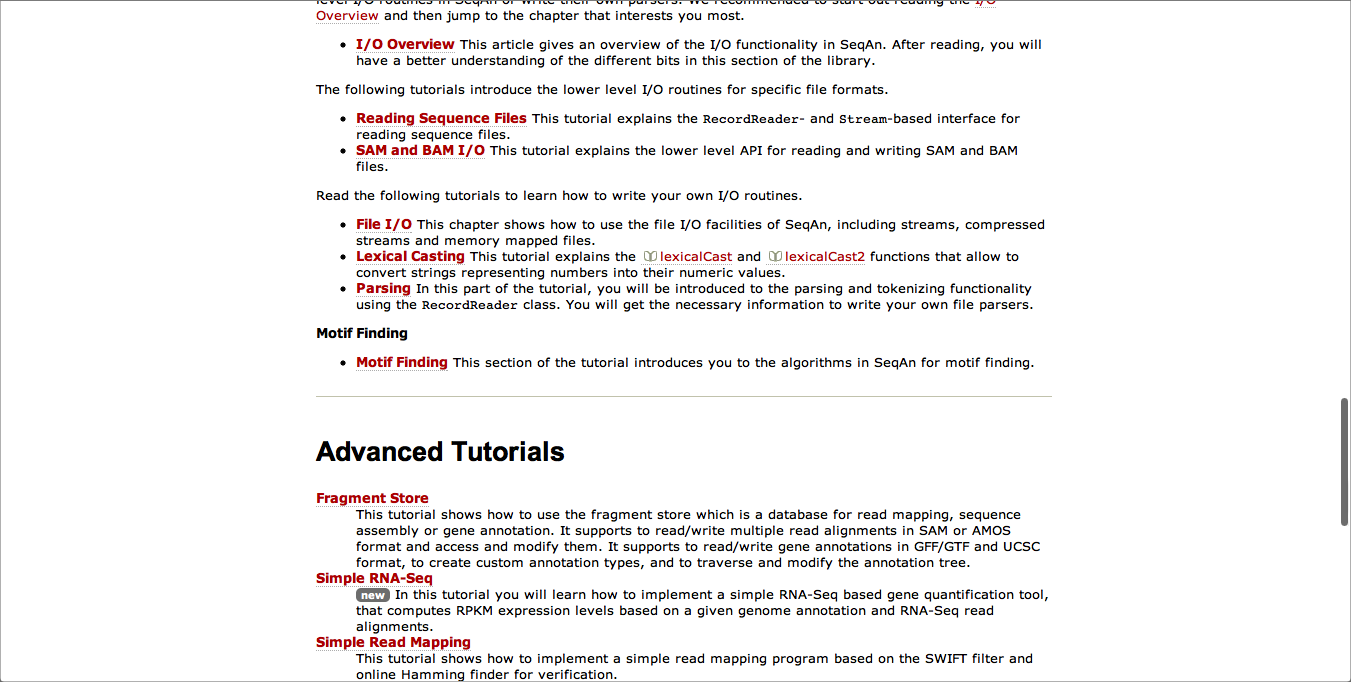 level I/O routines in SeqAn or write their own parsers. We recommended to start out reading the I/O
Overview and then jump to the chapter that interests you most.
I/O Overview This article gives an overview of the I/O functionality in SeqAn. After reading, you will
have a better understanding of the different bits in this section of the library.
The following tutorials introduce the lower level I/O routines for specific file formats.
Reading Sequence Files This tutorial explains the RecordReader- and Stream-based interface for
reading sequence files.
SAM and BAM I/O This tutorial explains the lower level API for reading and writing SAM and BAM
files.
Read the following tutorials to learn how to write your own I/O routines.
File I/O This chapter shows how to use the file I/O facilities of SeqAn, including streams, compressed
streams and memory mapped files.
Lexical Casting This tutorial explains the lexicalCast and lexicalCast2 functions that allow to
convert strings representing numbers into their numeric values.
Parsing In this part of the tutorial, you will be introduced to the parsing and tokenizing functionality
using the RecordReader class. You will get the necessary information to write your own file parsers.
Motif Finding
Motif Finding This section of the tutorial introduces you to the algorithms in SeqAn for motif finding.
Advanced Tutorials
Fragment Store
This tutorial shows how to use the fragment store which is a database for read mapping, sequence
assembly or gene annotation. It supports to read/write multiple read alignments in SAM or AMOS
format and access and modify them. It supports to read/write gene annotations in GFF/GTF and UCSC
format, to create custom annotation types, and to traverse and modify the annotation tree.
Simple RNA-Seq
new In this tutorial you will learn how to implement a simple RNA-Seq based gene quantification tool,
that computes RPKM expression levels based on a given genome annotation and RNA-Seq read
alignments.
Simple Read Mapping
This tutorial shows how to implement a simple read mapping program based on the SWIFT filter and
online Hamming finder for verification.